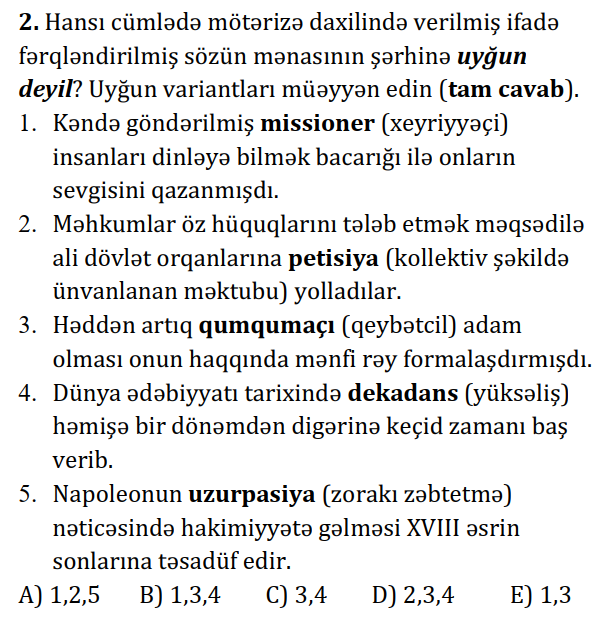 2. Hansı cümlədə mötərizə daxilində verilmiş ifadə
fərqləndirilmiş sözün mənasının şərhinə uyğun
deyil? Uyğun variantları müəyyən edin (tam cavab).
1. Kəndə göndərilmiş missioner (xeyriyyəçi)
insanları dinləyə bilmək bacarığı ilə onların
sevgisini qazanmışdı.
2. Məhkumlar öz hüquqlarını tələb etmək məqsədilə
ali dövlət orqanlarına petisiya (kollektiv şəkildə
ünvanlanan məktubu) yolladılar.
3. Həddən artıq qumqumaçı (qeybətcil) adam
olması onun haqqında mənfi rəy formalaşdırmışdı.
4. Dünya ədəbiyyatı tarixində dekadans (yüksəliş)
həmişə bir dönəmdən digərinə keçid zamanı baş
verib.
5. Napoleonun uzurpasiya (zorakı zəbtetmə)
nəticəsində hakimiyyətə gəlməsi XVIII əsrin
sonlarına təsadüf edir.
A) 1,2,5 B) 1,3,4 C) 3,4 D) 2,3,4 E) 1,3